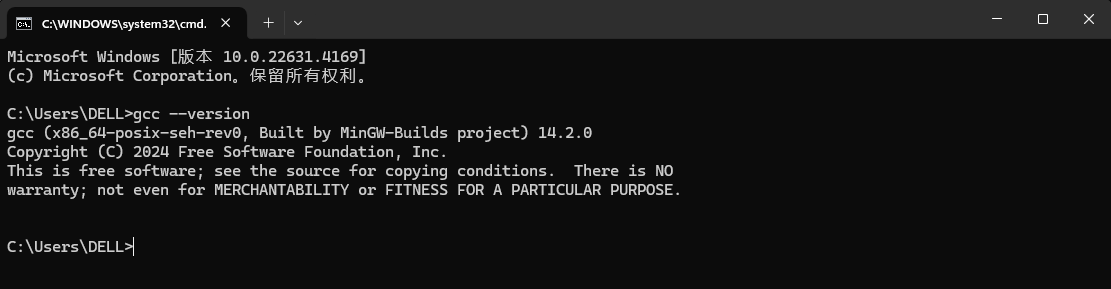 C:\WINDOWS\system32\cmd.
Microsoft Windows [版本 10.0.22631.4169]
(c) Microsoft Corporation。保留所有权利。
C:\Users\DELL>gcc --version
gcc (x86_64-posix-seh-rev0, Built by MinGW-Builds project) 14.2.0
Copyright (C) 2024 Free Software Foundation, Inc.
This is free software; see the source for copying conditions.  There is NO
warranty; not even for MERCHANTABILITY or FITNESS FOR A PARTICULAR PURPOSE.
C:\Users\DELL>